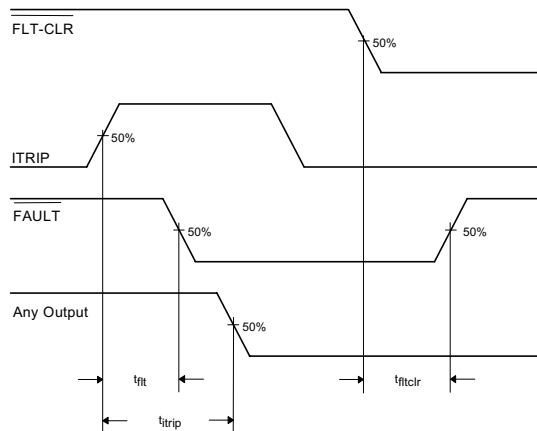 FLT-CLR
50%
50%
ITRIP
FAULT
50%
50%
Any Output
50%
tflt
tfltclr
titrip